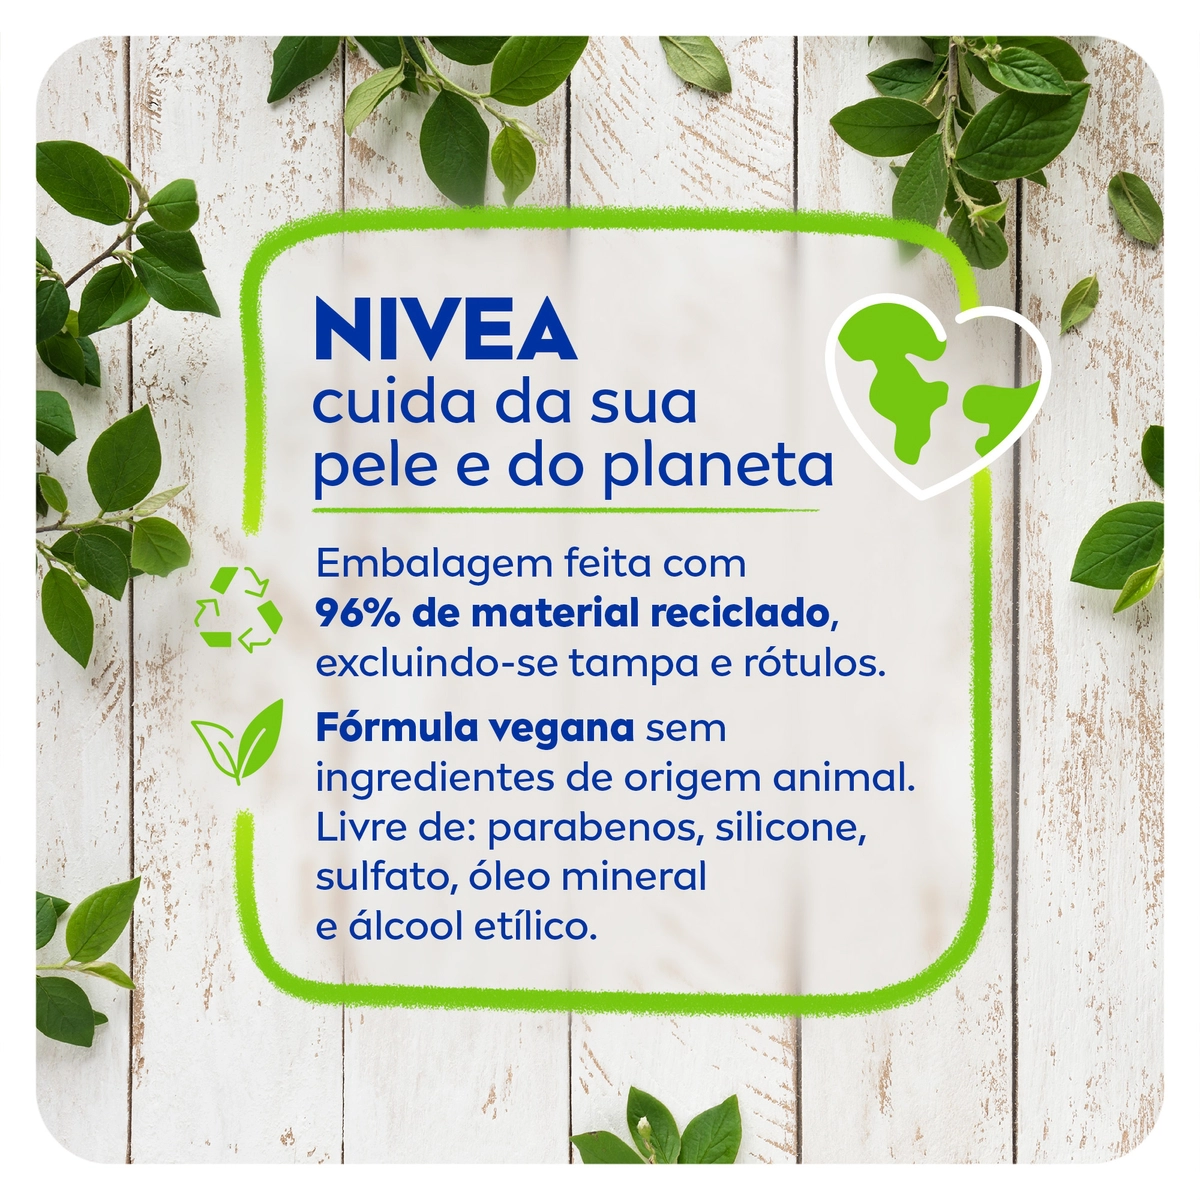 NIVEA
cuida da sua
pele e do planeta
Embalagem feita com
96% de material reciclado,
excluindo-se tampa e rótulos.
Fórmula vegana sem
ingredientes de origem animal.
Livre de: parabenos, silicone,
sulfato, óleo mineral
e álcool etílico.